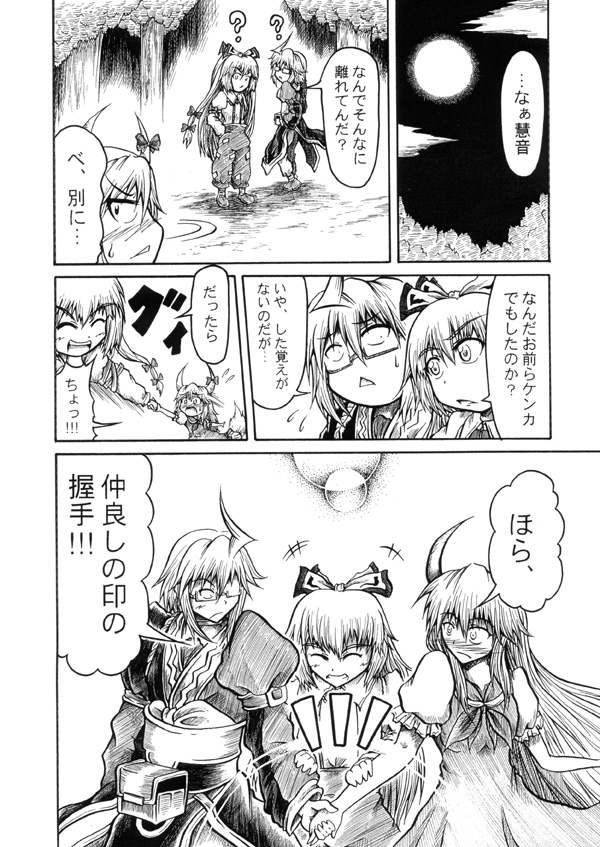 …なぁ慧音
なんでそんなに
離れてんだ？
？
？
べ、別に…
なんだお前らケンカ
でもしたのか？
いや、した覚えが
ないのだが…
だったら
グイ
ちょっ!!!
ほら、
仲良しの印の
握手!!!